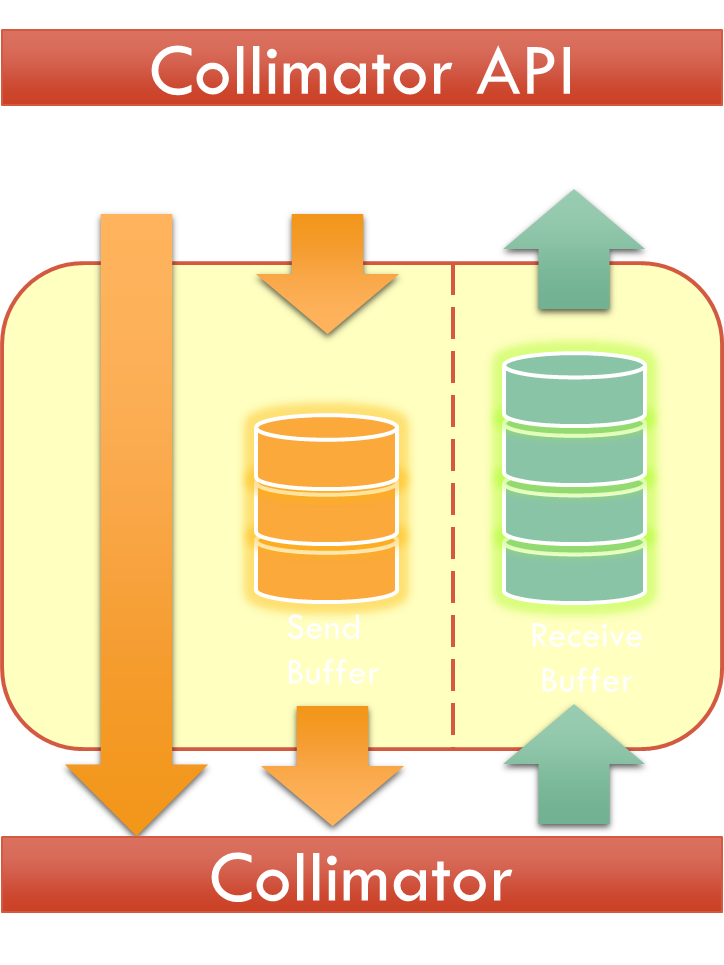 Collimator API
Send
Buffer
Receive
Buffer
Collimator